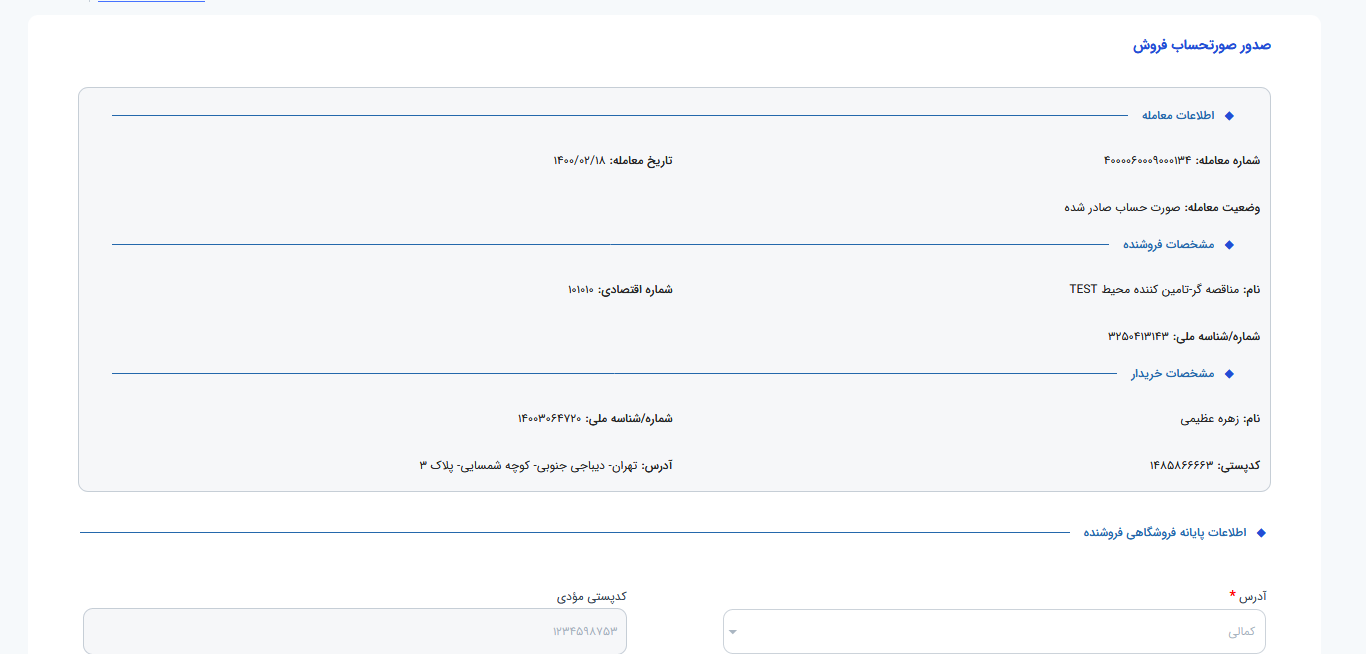 صدور صورتحساب فروش
اطلاعات معامله
شماره معامله: ۴۰۰۰۰۶۰۰۰۹۰۰۰۱۳۴ تاریخ معامله: ۱۴۰۰/۰۲/۱۸
وضعیت معامله: صورت حساب صادر شده
مشخصات فروشنده
نام: مناقصه گر-تامین کننده محیط TEST شماره اقتصادی: ۱۰۱۰۱۰
شماره/شناسه ملی: ۳۲۵۰۴۱۳۱۴۳
مشخصات خریدار
نام: زهره عظیمی شماره/شناسه ملی: ۱۴۰۰۳۰۶۴۷۲۰
کدپستی: ۱۴۸۵۸۶۶۶۶۳ آدرس: تهران- دیباجی جنوبی- کوچه شمسایی- پلاک ۳
اطلاعات پایانه فروشگاهی فروشنده
آدرس * کدپستی مؤدی
کمالی ۱۲۳۴۵۹۸۷۵۳